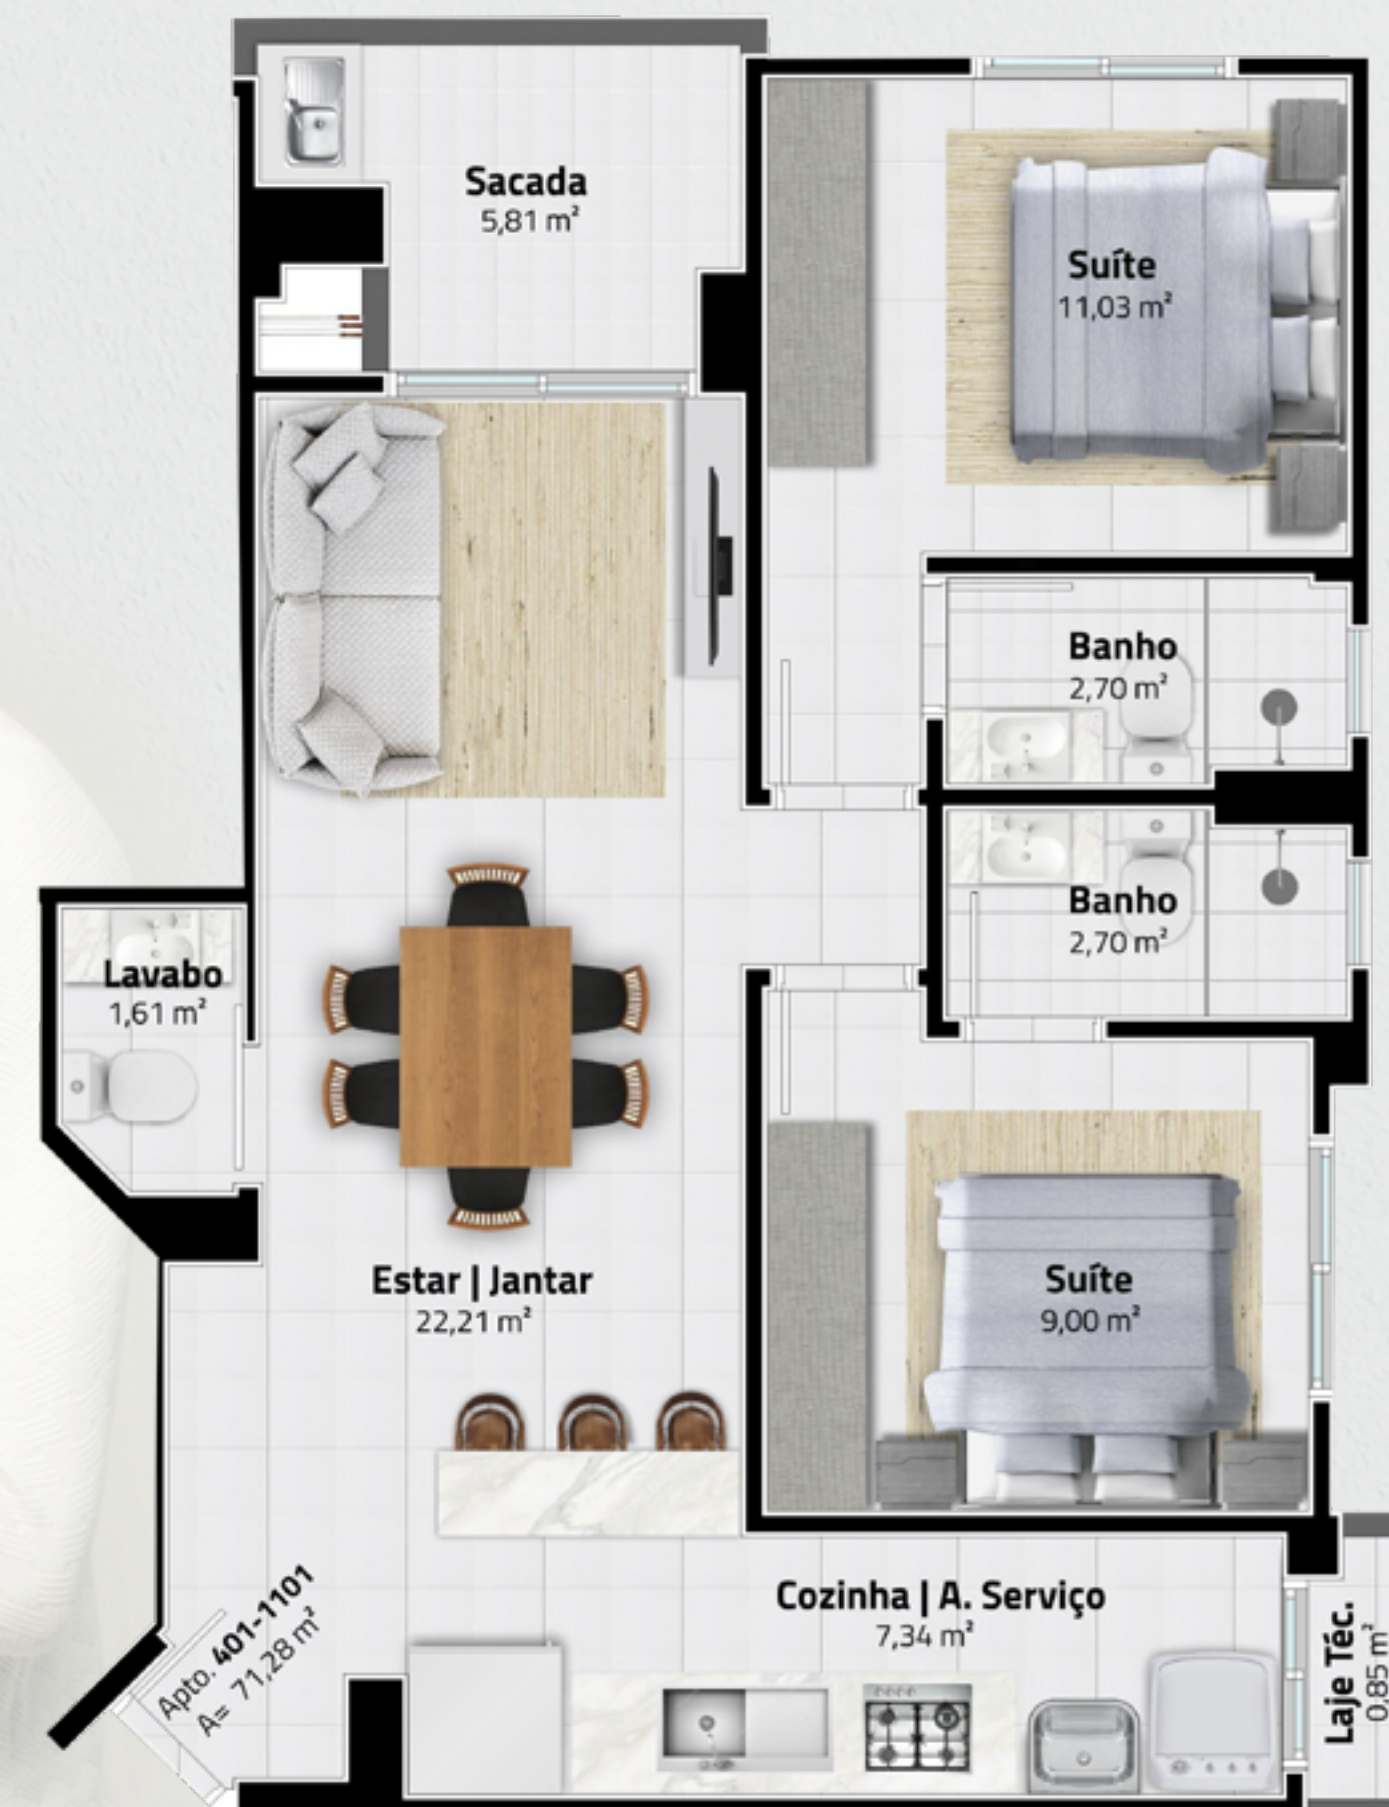 Sacada
5,81 m²
Suíte
11,03 m²
Banho
2,70 m²
Banho
2,70 m²
Lavabo
1,61 m²
Estar | Jantar
22,21 m²
Suíte
9,00 m²
Cozinha | A. Serviço
7,34 m²
Apto. 401-1101
A= 71,28 m²
Laje Téc.
0,85 m²